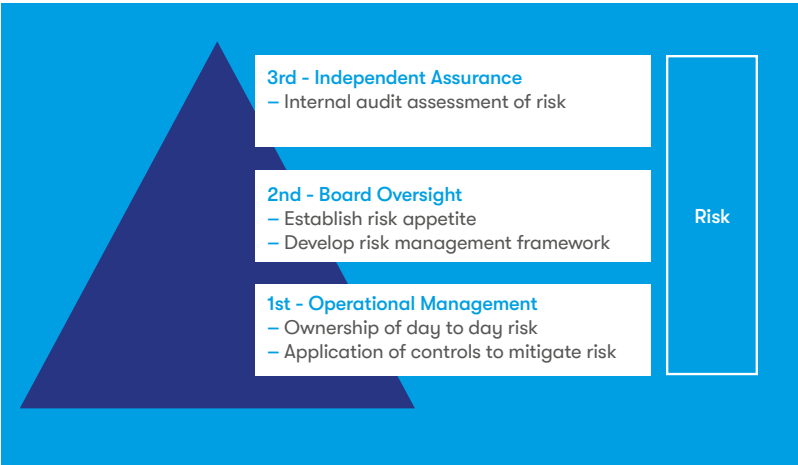 3rd - Independent Assurance
– Internal audit assessment of risk
2nd - Board Oversight
– Establish risk appetite
– Develop risk management framework
1st - Operational Management
– Ownership of day to day risk
– Application of controls to mitigate risk
Risk